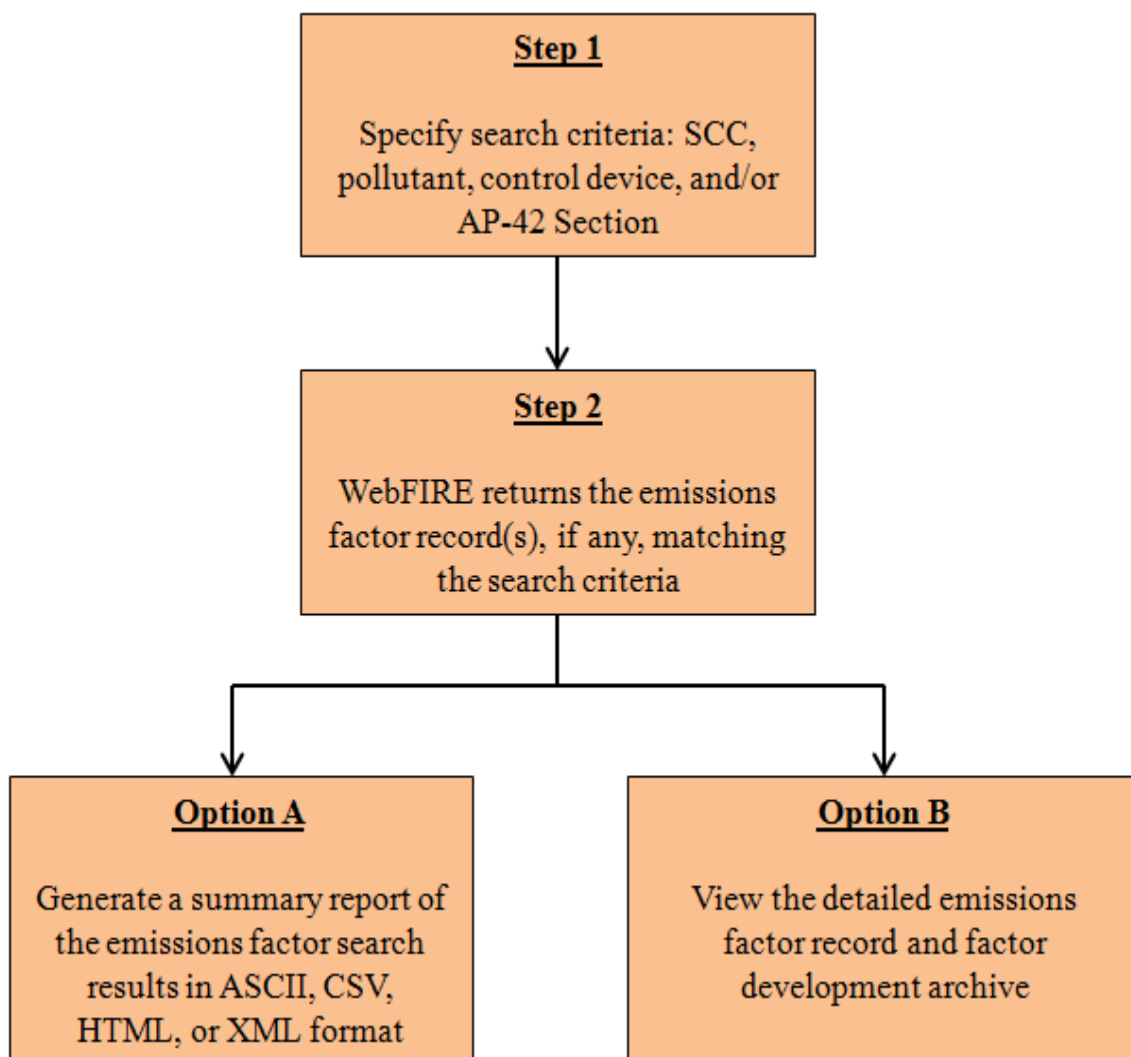 Step 1
Specify search criteria: SCC,
pollutant, control device, and/or
AP-42 Section
Step 2
WebFIRE returns the emissions
factor record(s), if any, matching
the search criteria
Option A
Generate a summary report of
the emissions factor search
results in ASCII, CSV,
HTML, or XML format
Option B
View the detailed emissions
factor record and factor
development archive